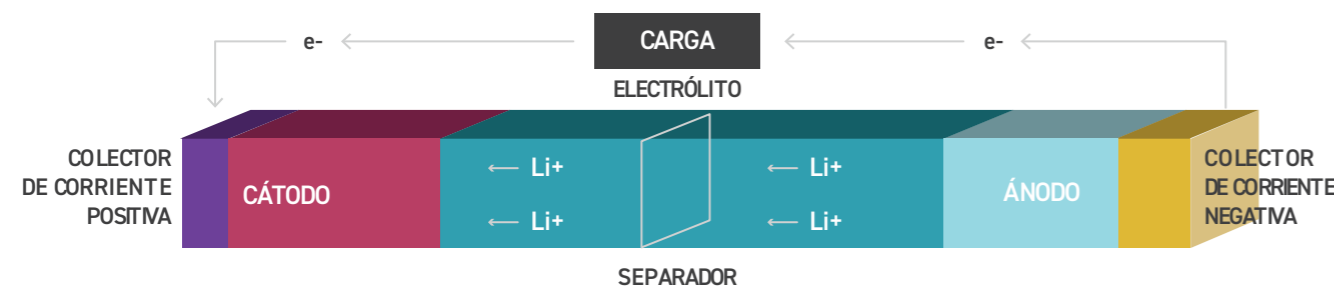 e- CARGA e-
ELECTRÓLITO
COLECTOR
DE CORRIENTE
POSITIVA
CÁTODO
Li+ Li+
Li+ Li+
ÁNODO
COLECTOR
DE CORRIENTE
NEGATIVA
SEPARADOR